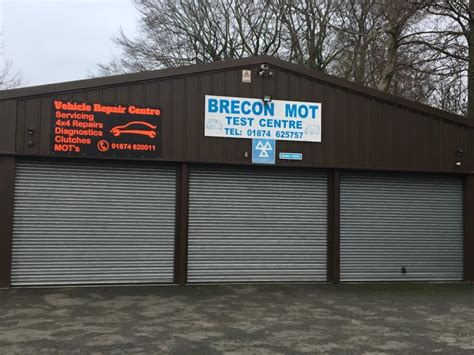 Vehicle Repair Centre
Servicing
4x4 Repairs
Diagnostics
Clutches
MOT's
01874 620011
BRECON MOT
TEST CENTRE
TEL: 01874 625757